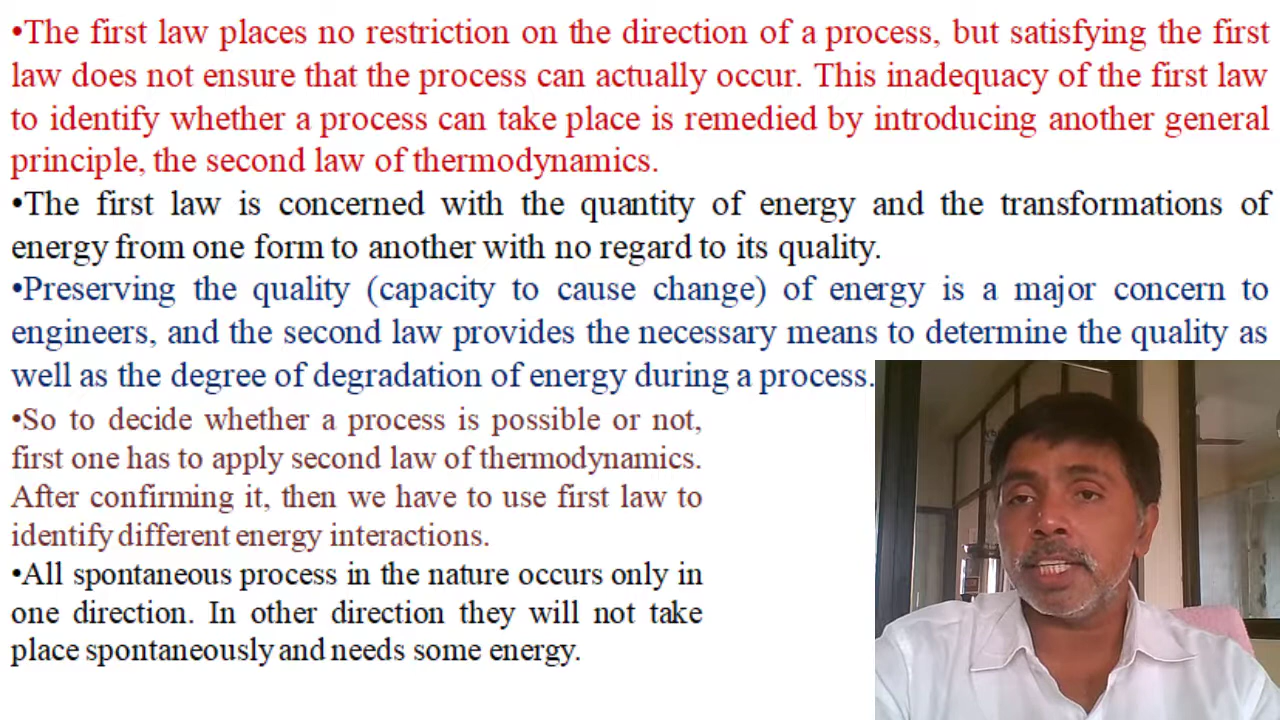 •The first law places no restriction on the direction of a process, but satisfying the first
law does not ensure that the process can actually occur. This inadequacy of the first law
to identify whether a process can take place is remedied by introducing another general
principle, the second law of thermodynamics.
•The first law is concerned with the quantity of energy and the transformations of
energy from one form to another with no regard to its quality.
•Preserving the quality (capacity to cause change) of energy is a major concern to
engineers, and the second law provides the necessary means to determine the quality as
well as the degree of degradation of energy during a process.
•So to decide whether a process is possible or not,
first one has to apply second law of thermodynamics.
After confirming it, then we have to use first law to
identify different energy interactions.
•All spontaneous process in the nature occurs only in
one direction. In other direction they will not take
place spontaneously and needs some energy.